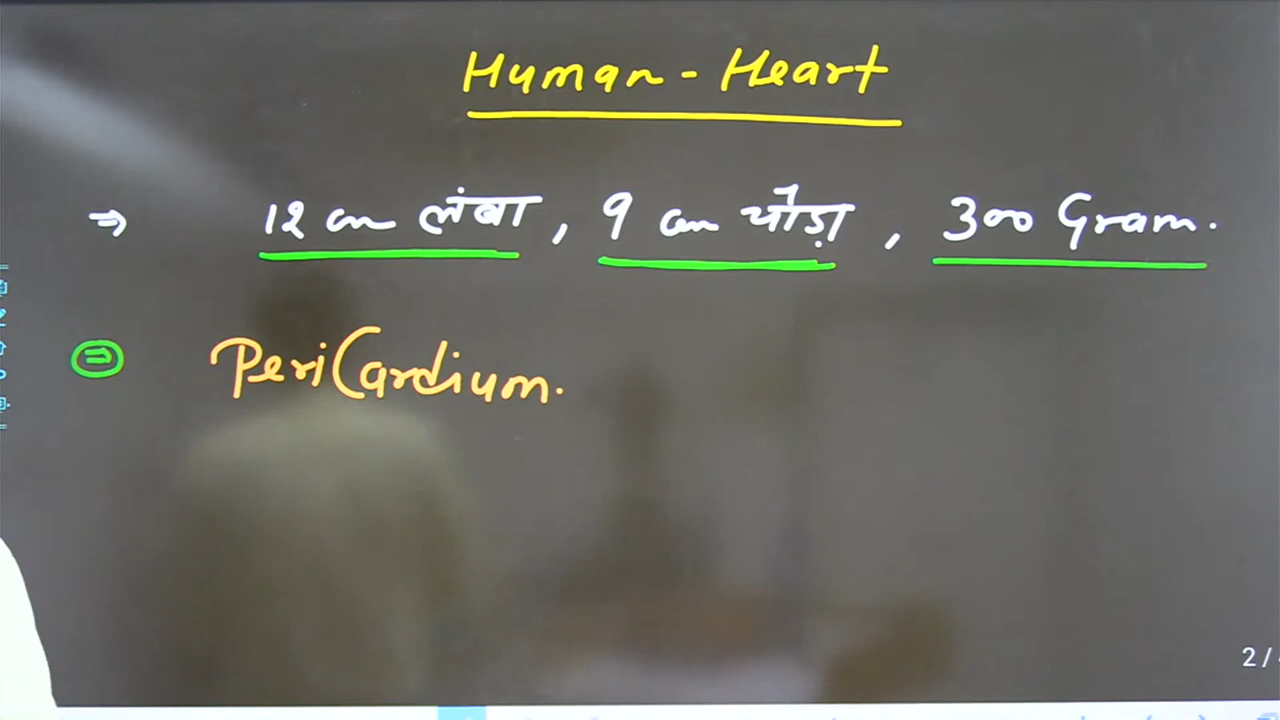 Human - Heart
⇒ 12 cm लंबा, 9 cm चौड़ा, 300 Gram.
⇒ PeriCardium.
2/